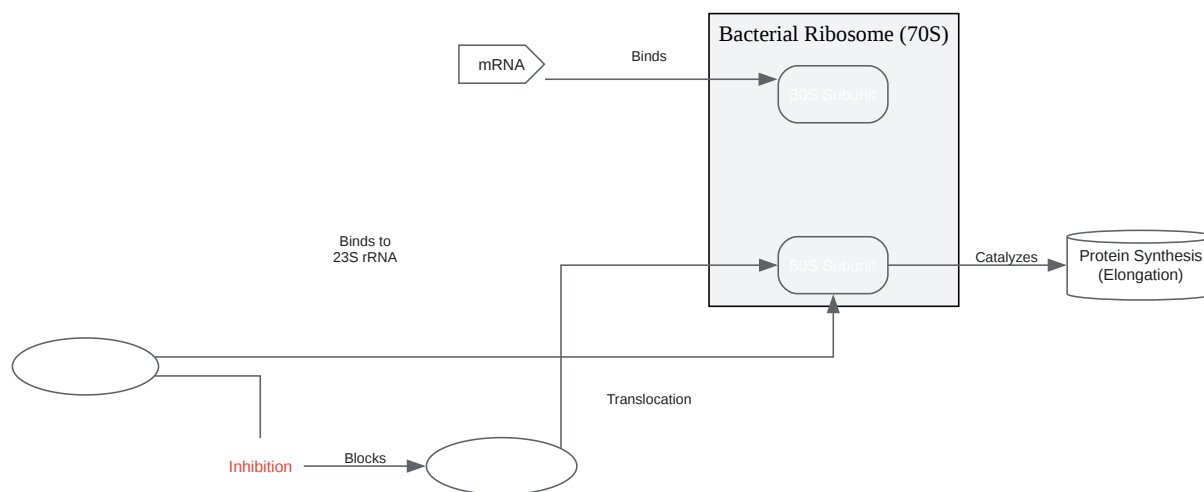 Bacterial Ribosome (70S)
mRNA
Binds
30S Subunit
Binds to
23S rRNA
50S Subunit
Catalyzes
Protein Synthesis
(Elongation)
Translocation
Inhibition
Blocks